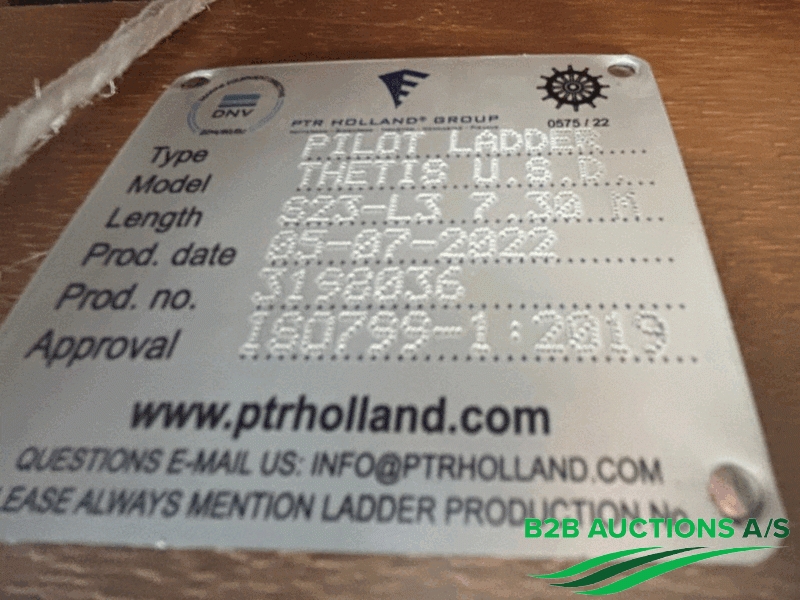 DNV
PTR HOLLAND® GROUP
0575 / 22
Type PILOT LADDER
Model THETIS U.S.D.
Length S23-L3 7.30 M.
Prod. date 05-07-2022
Prod. no. 3198036
Approval ISO799-1:2019
www.ptrholland.com
QUESTIONS E-MAIL US: INFO@PTRHOLLAND.COM
EASE ALWAYS MENTION LADDER PRODUCTION No.
B2B AUCTIONS A/S